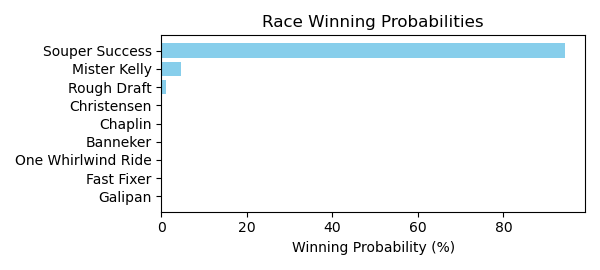 Race Winning Probabilities
Souper Success
Mister Kelly
Rough Draft
Christensen
Chaplin
Banneker
One Whirlwind Ride
Fast Fixer
Galipan
0 20 40 60 80
Winning Probability (%)